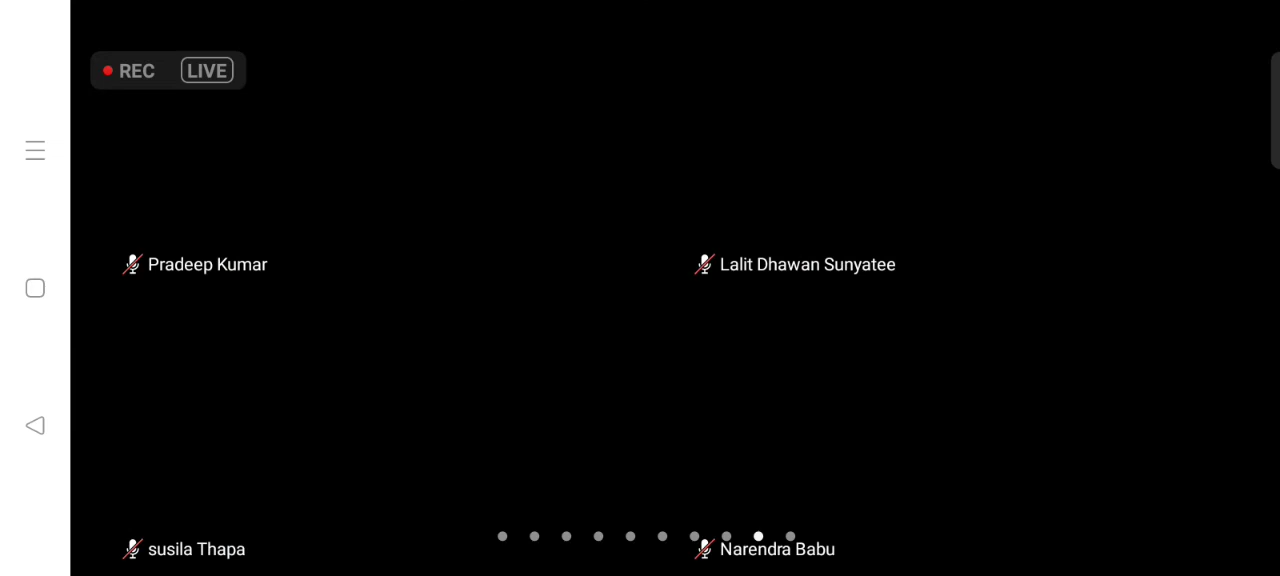 REC LIVE
Pradeep Kumar
Lalit Dhawan Sunyatee
susila Thapa
Narendra Babu